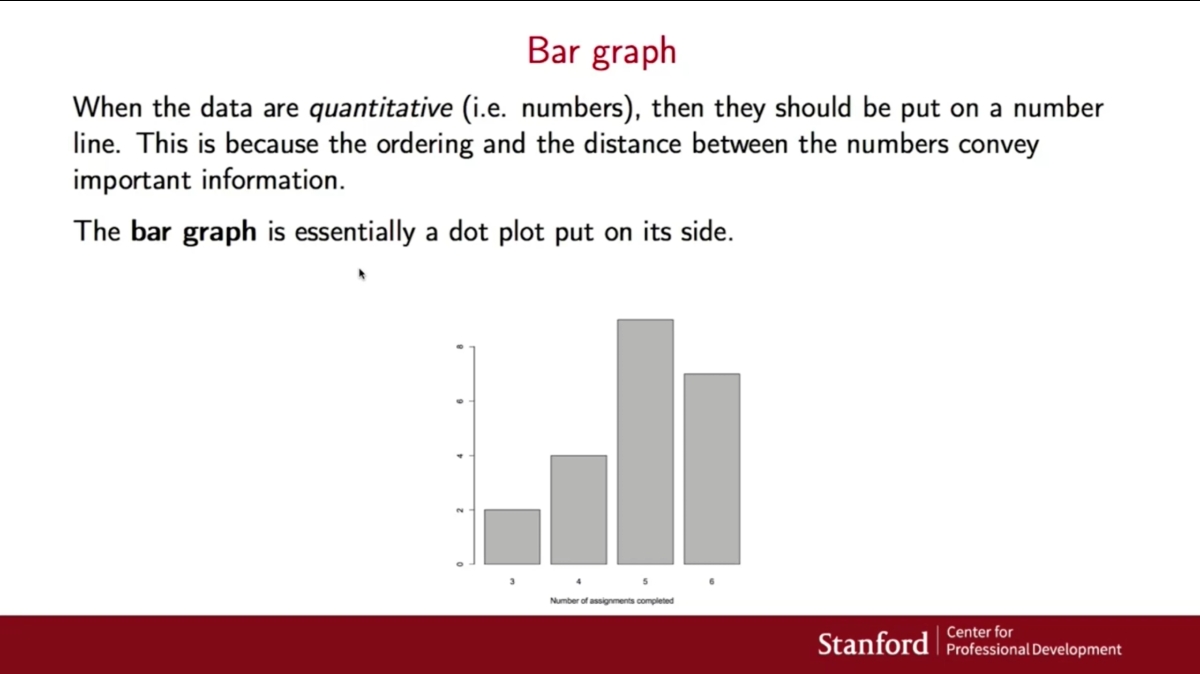 Bar graph
When the data are quantitative (i.e. numbers), then they should be put on a number
line. This is because the ordering and the distance between the numbers convey
important information.
The bar graph is essentially a dot plot put on its side.
8
6
4
2
0
3 4 5 6
Number of assignments completed
Stanford
Center for
Professional Development